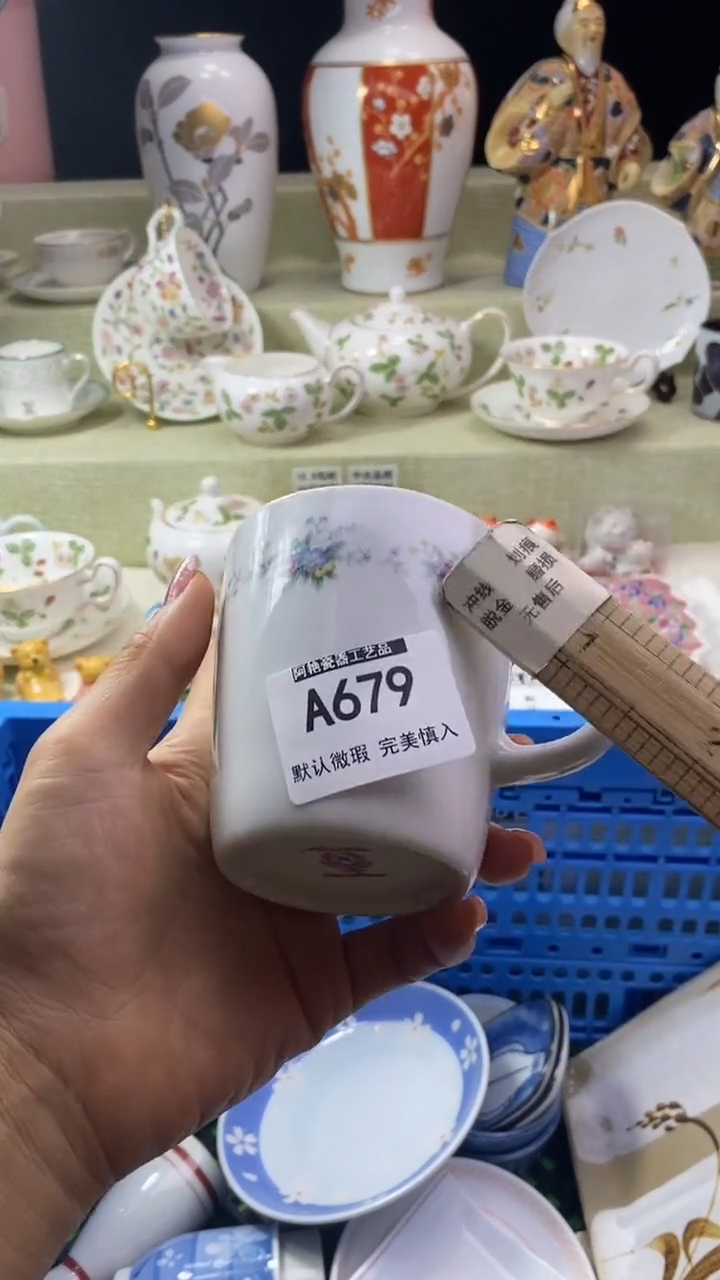 阿艳瓷器工艺品
A679
默认微瑕 完美慎入
冲线 划痕
脱金 磕损
无售后